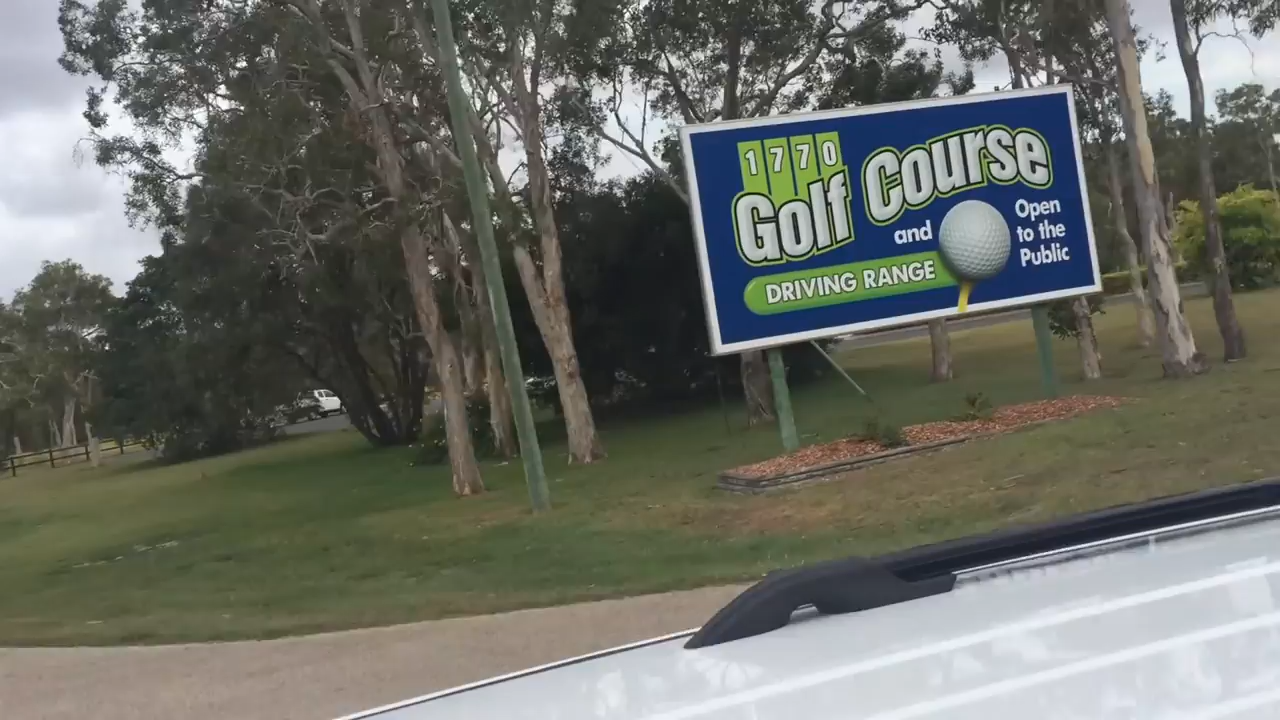 1770
Golf Course
and
DRIVING RANGE
Open
to the
Public